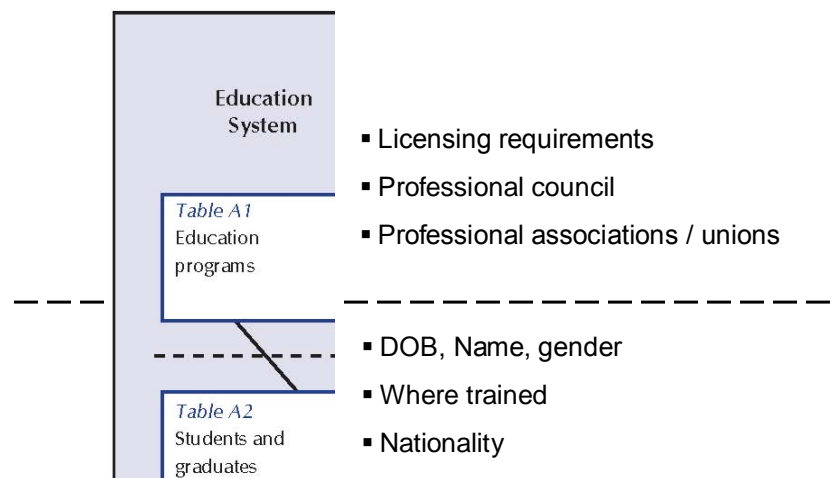 Education
System
Table A1
Education
programs
▪ Licensing requirements
▪ Professional council
▪ Professional associations / unions
Table A2
Students and
graduates
▪ DOB, Name, gender
▪ Where trained
▪ Nationality